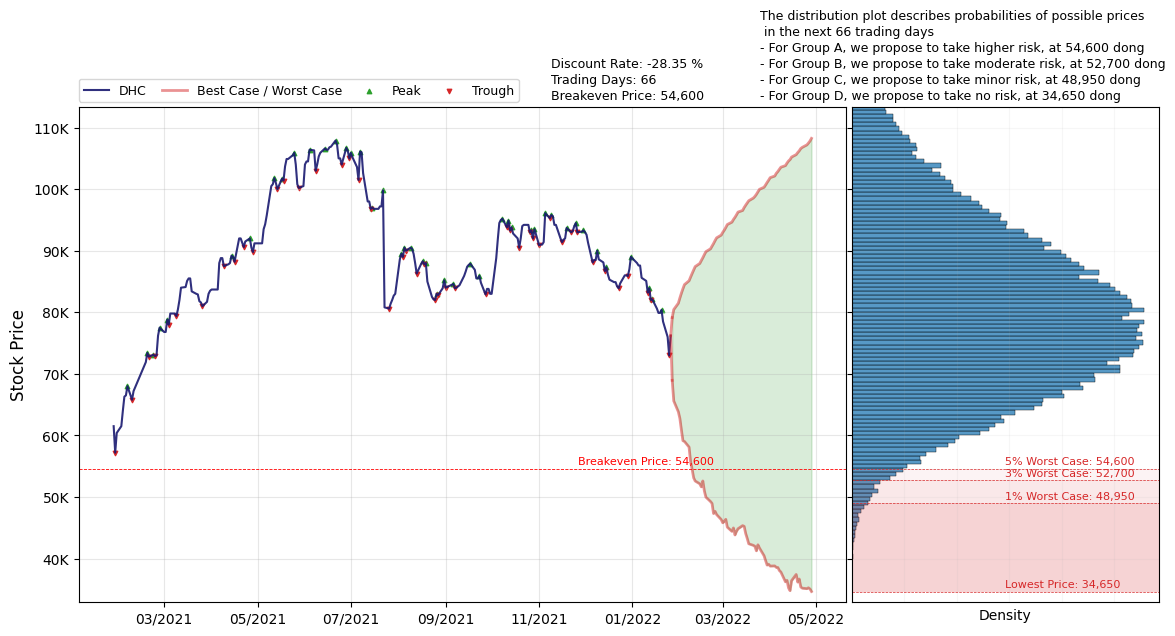 The distribution plot describes probabilities of possible prices
in the next 66 trading days
- For Group A, we propose to take higher risk, at 54,600 dong
- For Group B, we propose to take moderate risk, at 52,700 dong
- For Group C, we propose to take minor risk, at 48,950 dong
- For Group D, we propose to take no risk, at 34,650 dong
Discount Rate: -28.35 %
Trading Days: 66
Breakeven Price: 54,600
DHC
Best Case / Worst Case
Peak
Trough
Stock Price
110K
100K
90K
80K
70K
60K
50K
40K
Breakeven Price: 54,600
03/2021
05/2021
07/2021
09/2021
11/2021
01/2022
03/2022
05/2022
5% Worst Case: 54,600
3% Worst Case: 52,700
1% Worst Case: 48,950
Lowest Price: 34,650
Density